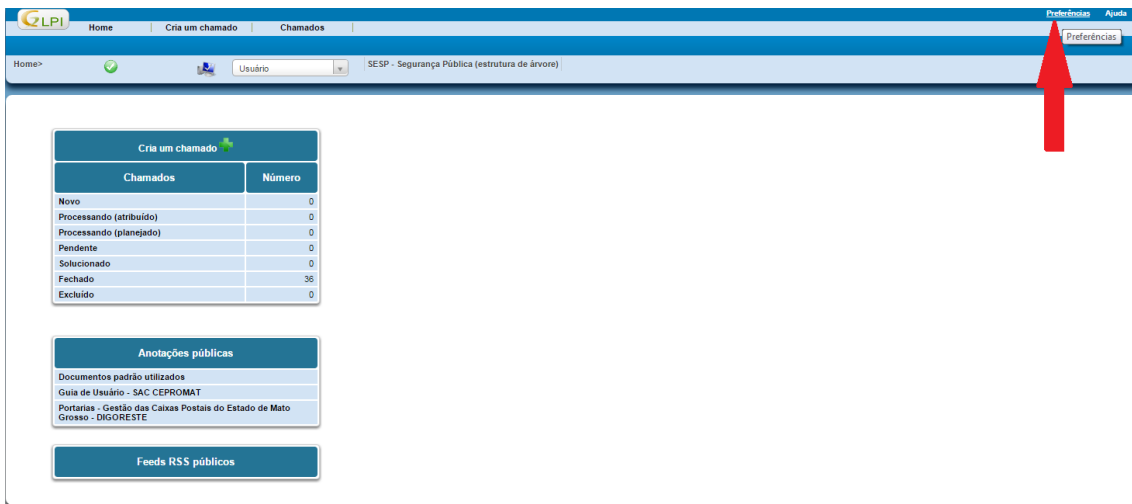 Preferências Ajuda
GLPI
Home Cria um chamado Chamados
Preferências
Home> Usuário SESP - Segurança Pública (estrutura de árvore)
Cria um chamado
Chamados Número
Novo 0
Processando (atribuído) 0
Processando (planejado) 0
Pendente 0
Solucionado 0
Fechado 36
Excluído 0
Anotações públicas
Documentos padrão utilizados
Guia de Usuário - SAC CEPROMAT
Portarias - Gestão das Caixas Postais do Estado de Mato
Grosso - DIGORESTE
Feeds RSS públicos